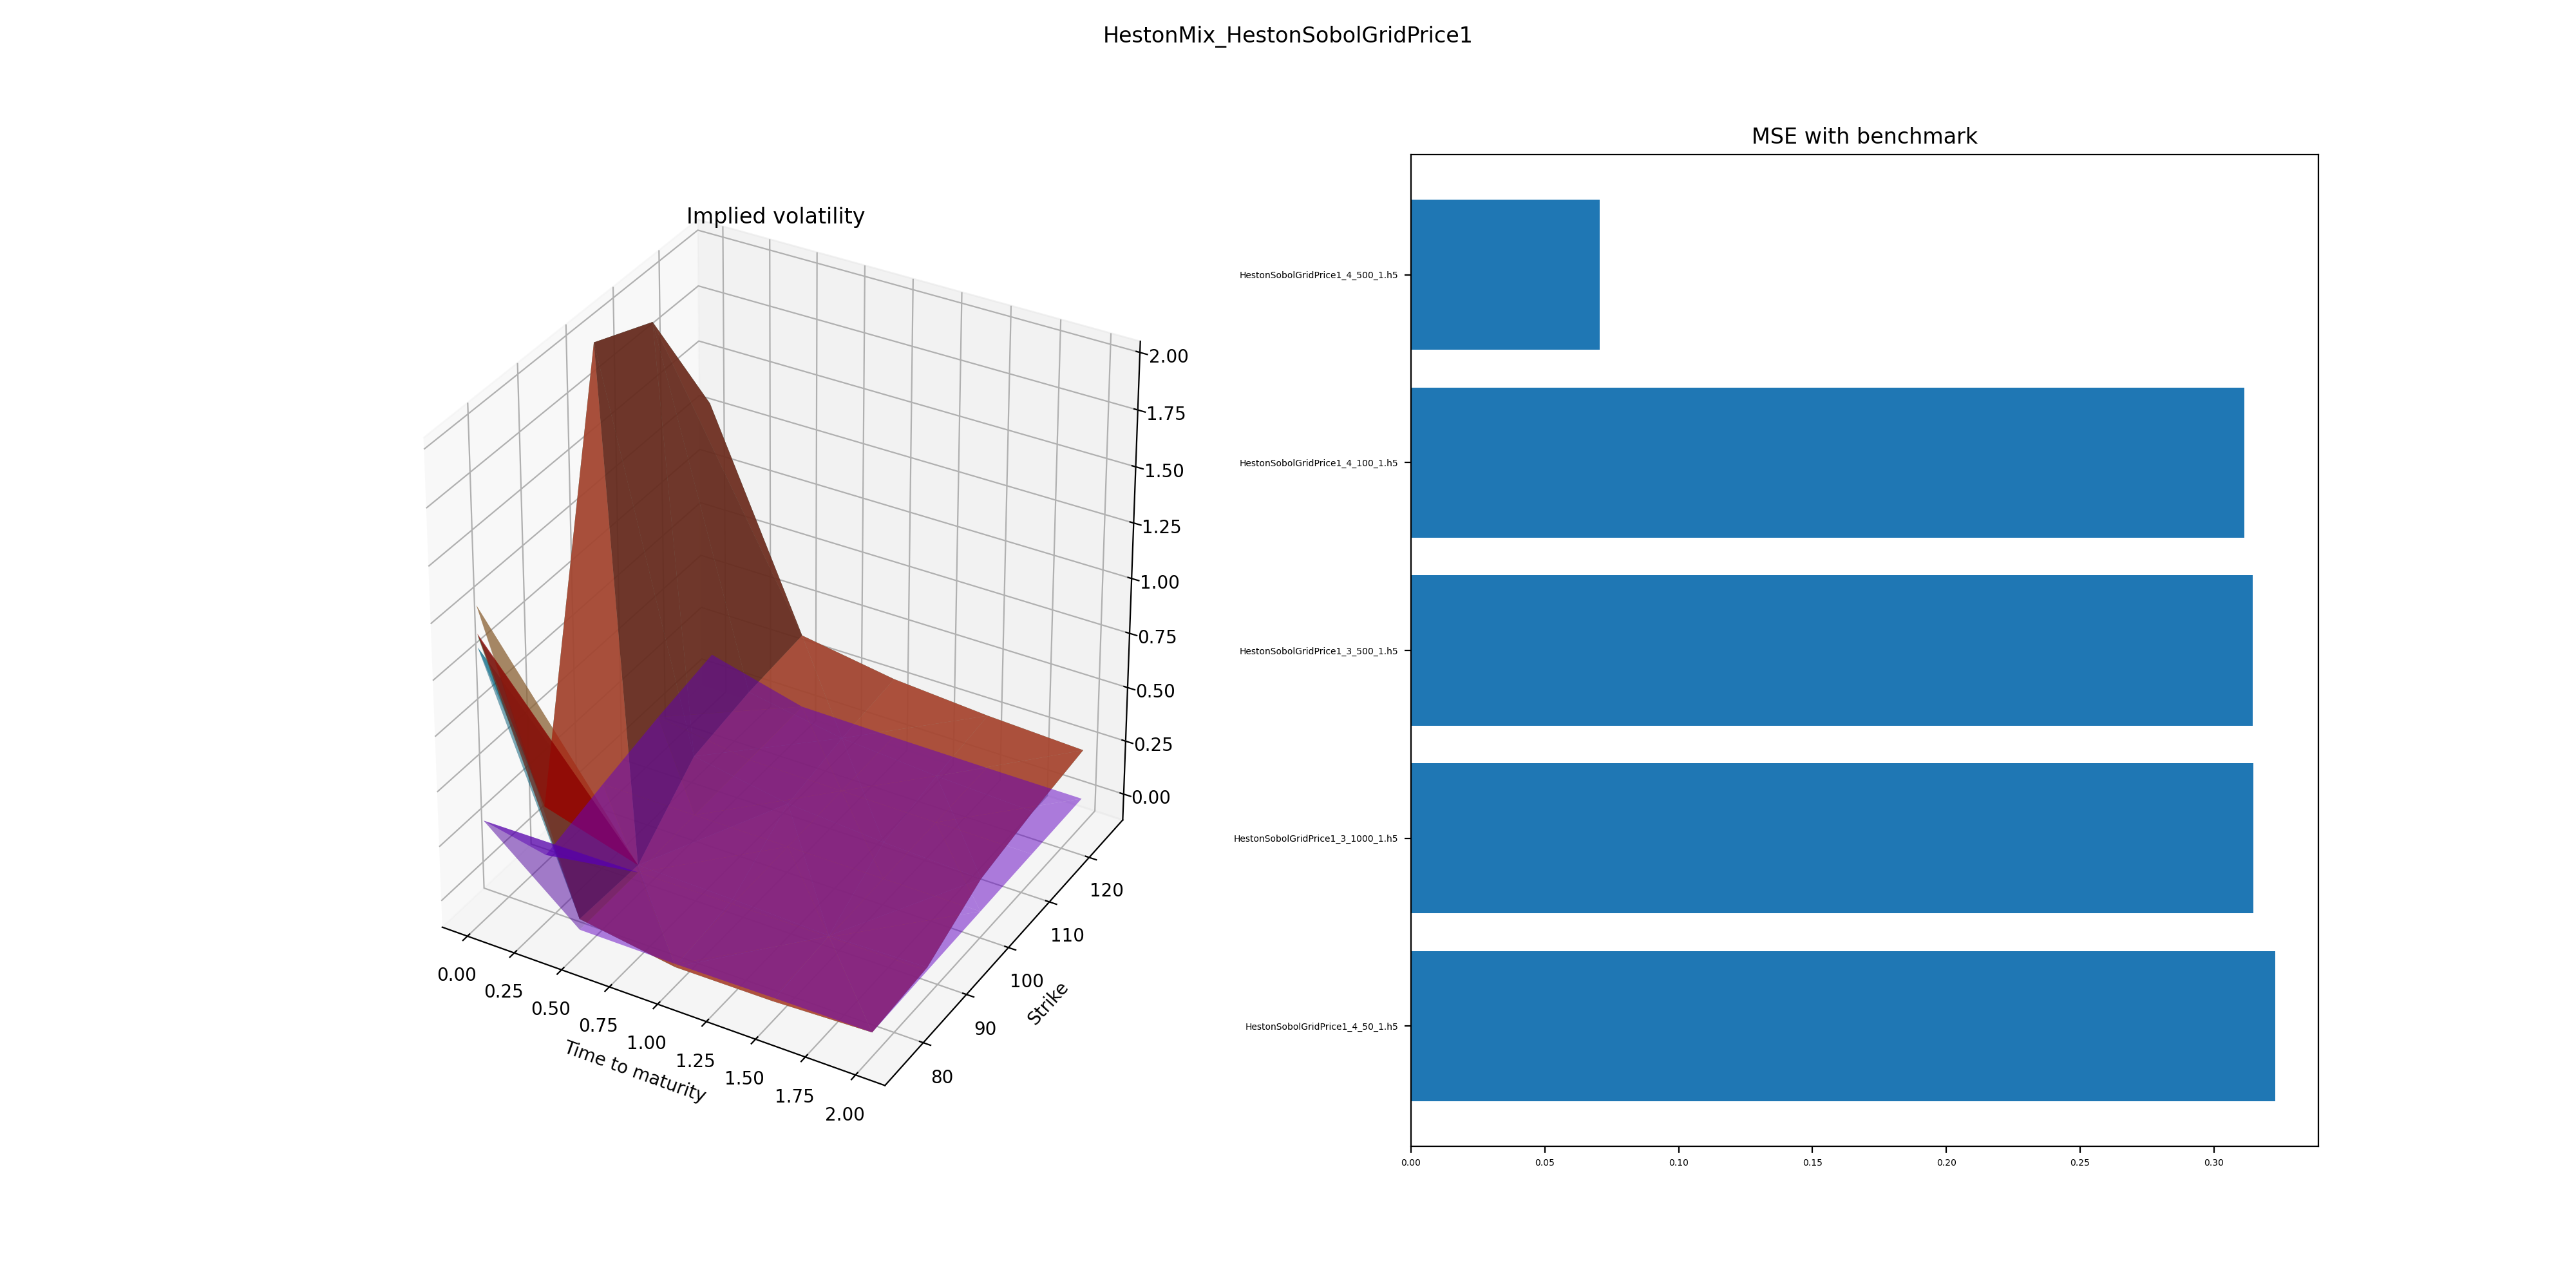 HestonMix_HestonSobolGridPrice1
Implied volatility
2.00
1.75
1.50
1.25
1.00
0.75
0.50
0.25
0.00
120
110
100
90
80
Strike
0.00
0.25
0.50
0.75
1.00
1.25
1.50
1.75
2.00
Time to maturity
MSE with benchmark
HestonSobolGridPrice1_4_500_1.h5
HestonSobolGridPrice1_4_100_1.h5
HestonSobolGridPrice1_3_500_1.h5
HestonSobolGridPrice1_3_1000_1.h5
HestonSobolGridPrice1_4_50_1.h5
0.00 0.05 0.10 0.15 0.20 0.25 0.30